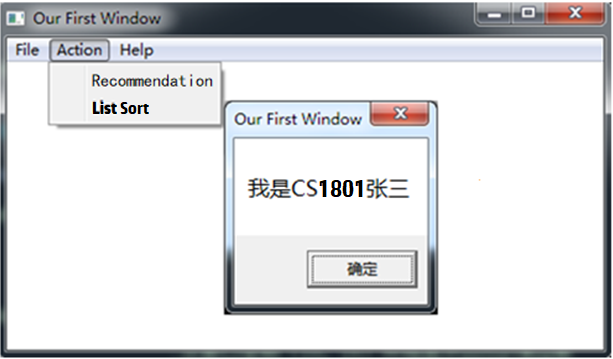 Our First Window
File Action Help
Recommendation
List Sort
Our First Window
我是CS1801张三
确定